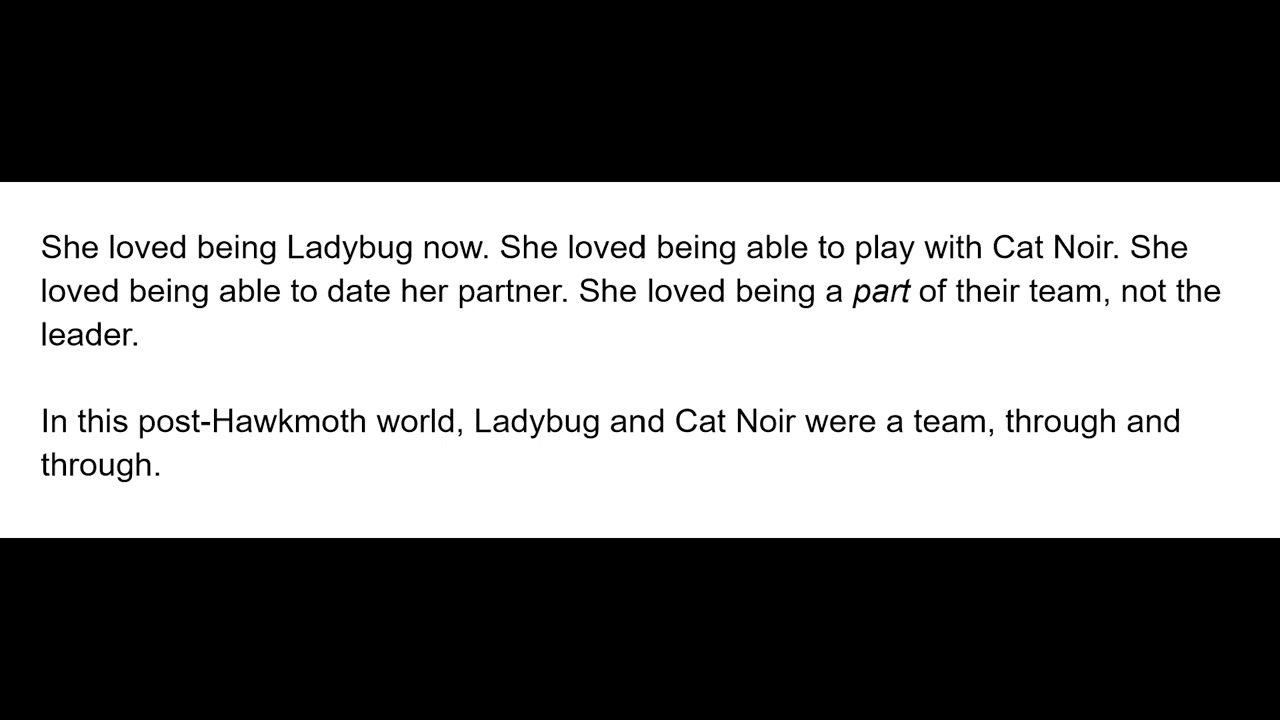 She loved being Ladybug now. She loved being able to play with Cat Noir. She
loved being able to date her partner. She loved being a part of their team, not the
leader.
In this post-Hawkmoth world, Ladybug and Cat Noir were a team, through and
through.